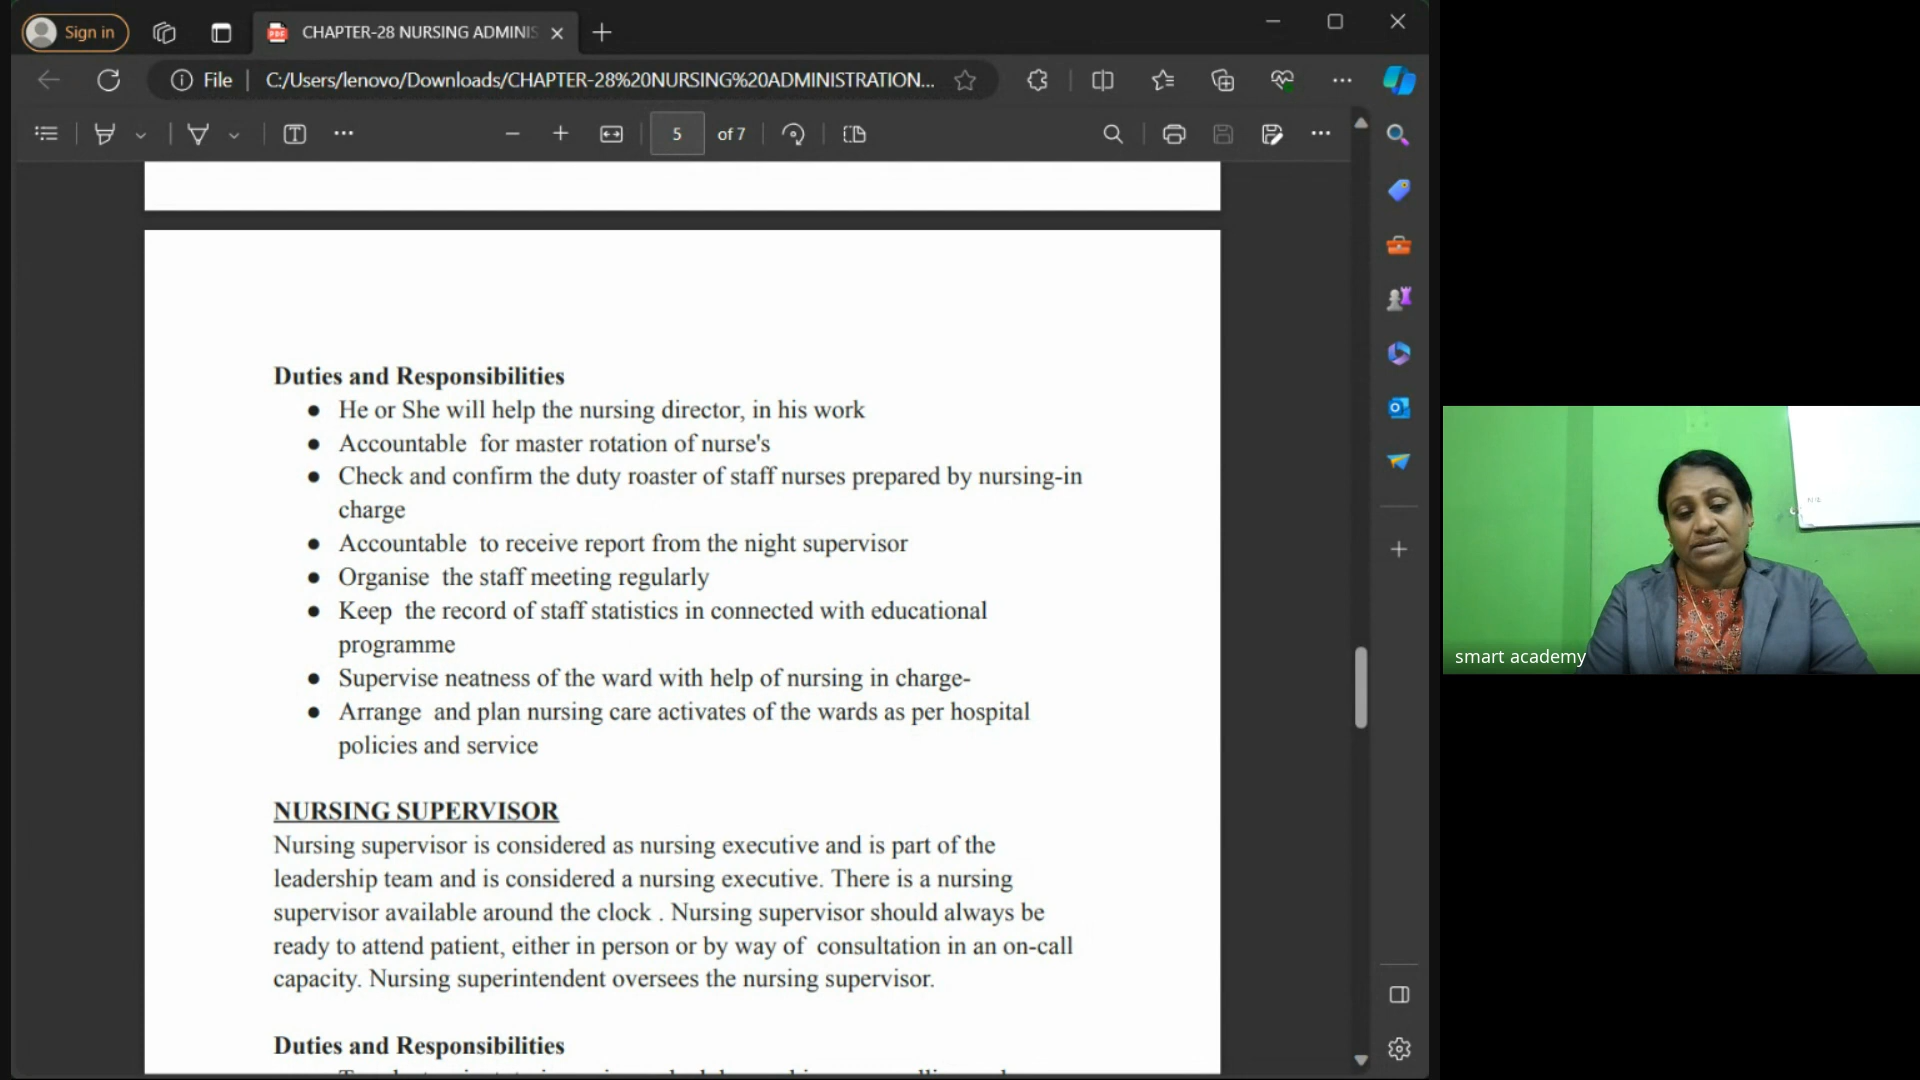 Sign in
CHAPTER-28 NURSING ADMINIS
File
C:/Users/lenovo/Downloads/CHAPTER-28%20NURSING%20ADMINISTRATION...
5 of 7
Duties and Responsibilities
● He or She will help the nursing director, in his work
● Accountable for master rotation of nurse's
● Check and confirm the duty roaster of staff nurses prepared by nursing-in
charge
● Accountable to receive report from the night supervisor
● Organise the staff meeting regularly
● Keep the record of staff statistics in connected with educational
programme
● Supervise neatness of the ward with help of nursing in charge-
● Arrange and plan nursing care activates of the wards as per hospital
policies and service
NURSING SUPERVISOR
Nursing supervisor is considered as nursing executive and is part of the
leadership team and is considered a nursing executive. There is a nursing
supervisor available around the clock . Nursing supervisor should always be
ready to attend patient, either in person or by way of consultation in an on-call
capacity. Nursing superintendent oversees the nursing supervisor.
Duties and Responsibilities
smart academy